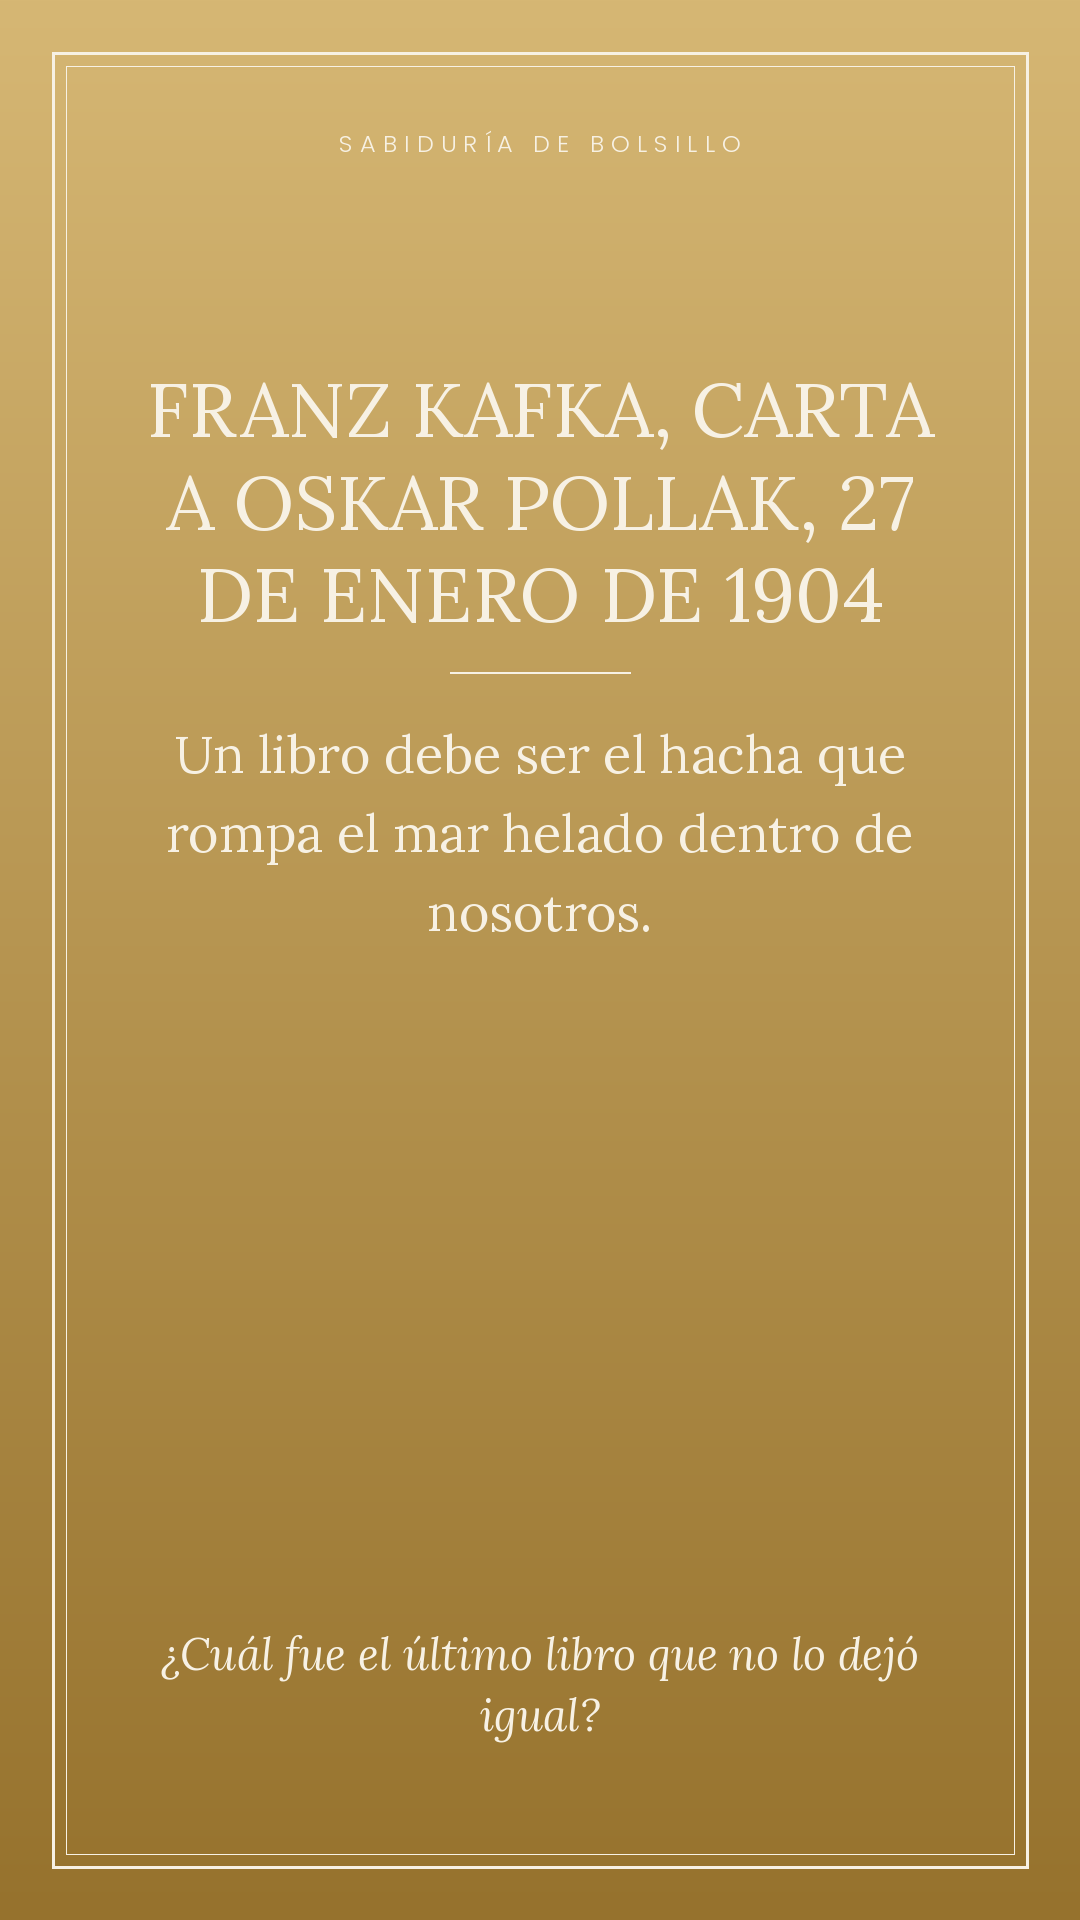 SABIDURÍA DE BOLSILLO
FRANZ KAFKA, CARTA
A OSKAR POLLAK, 27
DE ENERO DE 1904
Un libro debe ser el hacha que
rompa el mar helado dentro de
nosotros.
¿Cuál fue el último libro que no lo dejó
igual?